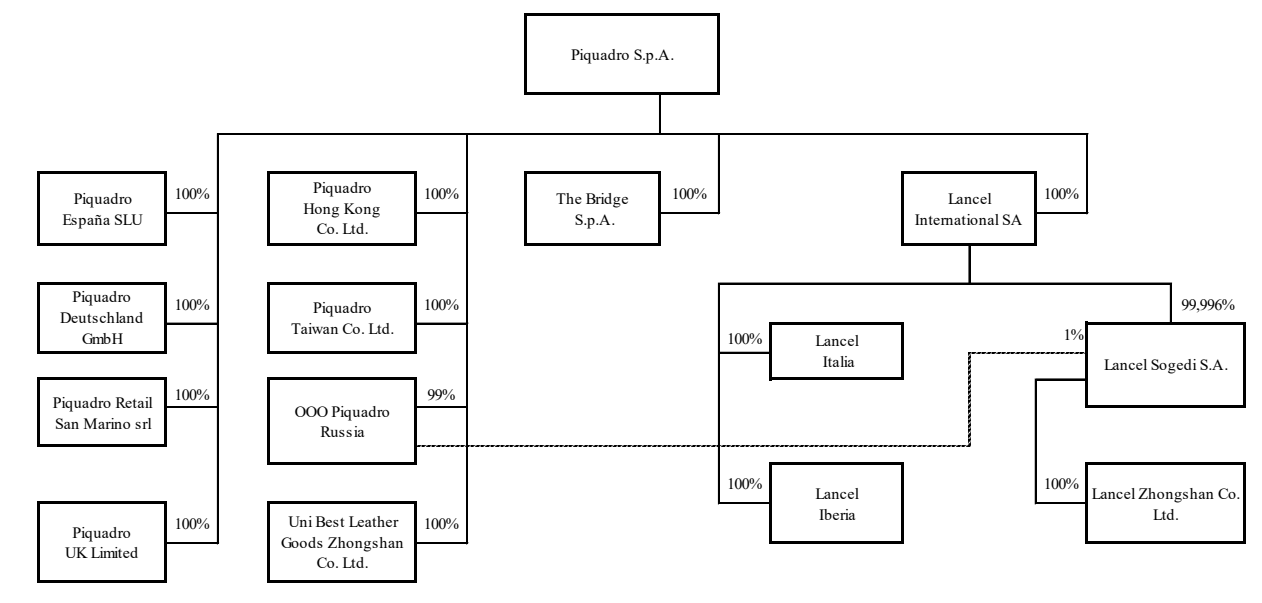 Piquadro S.p.A.
Piquadro
España SLU
100%
Piquadro
Hong Kong
Co. Ltd.
100%
The Bridge
S.p.A.
100%
Lancel
International SA
100%
Piquadro
Deutschland
GmbH
100%
Piquadro
Taiwan Co. Ltd.
100%
99,996%
Lancel
Italia
100%
1%
Lancel Sogedi S.A.
Piquadro Retail
San Marino srl
100%
OOO Piquadro
Russia
99%
100%
Lancel
Iberia
100%
Lancel Zhongshan Co.
Ltd.
Piquadro
UK Limited
100%
Uni Best Leather
Goods Zhongshan
Co. Ltd.
100%